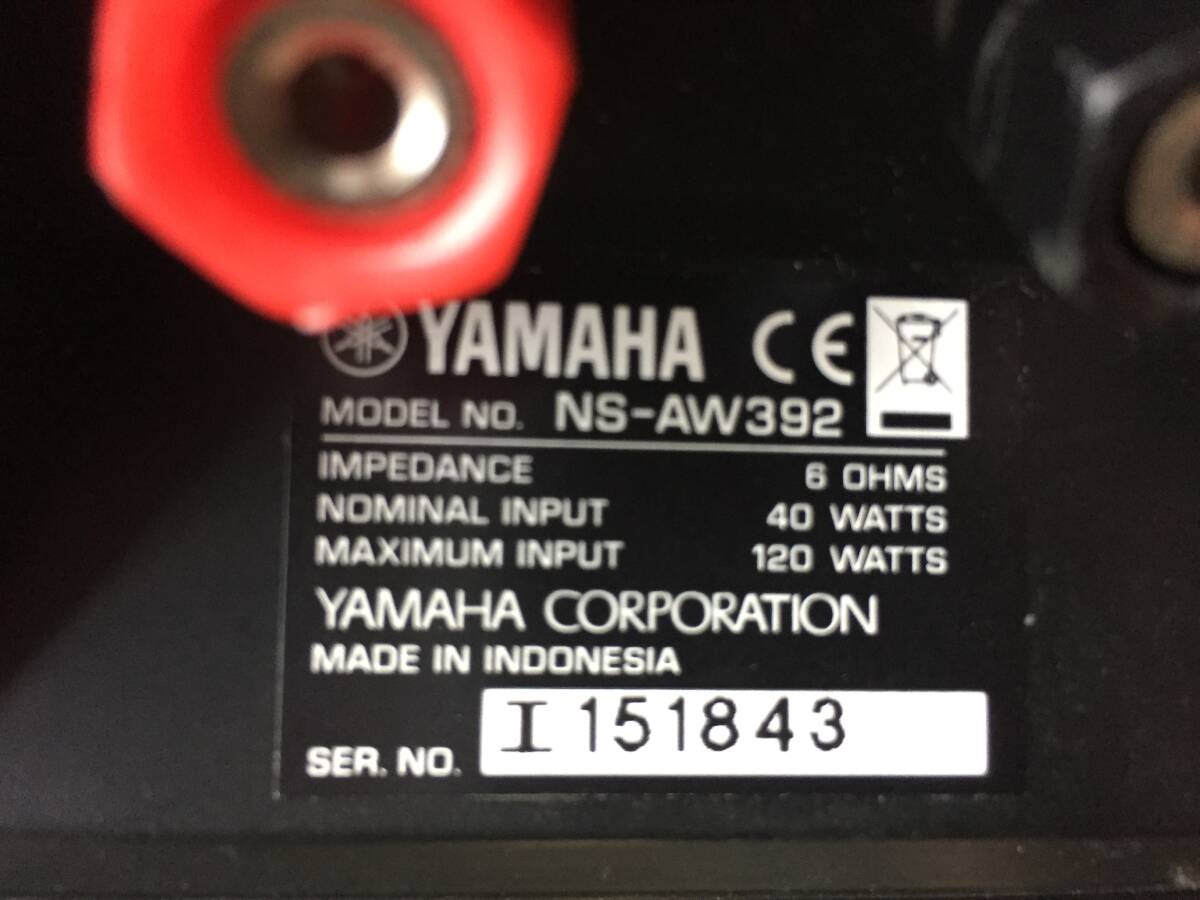 YAMAHA CE
MODEL NO. NS-AW392
IMPEDANCE 6 OHMS
NOMINAL INPUT 40 WATTS
MAXIMUM INPUT 120 WATTS
YAMAHA CORPORATION
MADE IN INDONESIA
SER. NO. I 151843